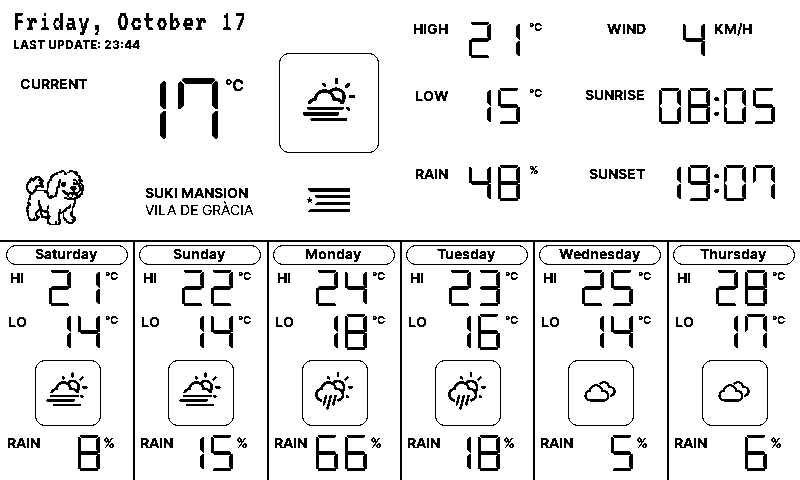 Friday, October 17
LAST UPDATE: 23:44
CURRENT 17 °C
HIGH 21 °C
WIND 4 KM/H
LOW 15 °C
SUNRISE 08:05
RAIN 48 %
SUNSET 19:07
SUKI MANSION
VILA DE GRÀCIA
Saturday
HI 21 °C
LO 14 °C
RAIN 8 %
Sunday
HI 22 °C
LO 14 °C
RAIN 15 %
Monday
HI 24 °C
LO 18 °C
RAIN 66 %
Tuesday
HI 23 °C
LO 16 °C
RAIN 18 %
Wednesday
HI 25 °C
LO 14 °C
RAIN 5 %
Thursday
HI 28 °C
LO 17 °C
RAIN 6 %